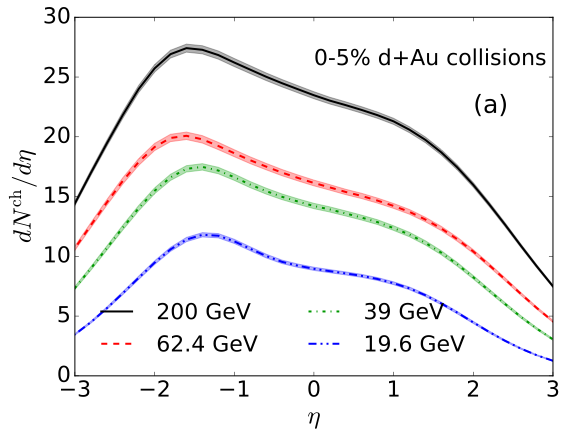 30
25
20
15
10
5
0
dN^ch/dη
0-5% d+Au collisions
(a)
200 GeV
39 GeV
62.4 GeV
19.6 GeV
−3 −2 −1 0 1 2 3
η